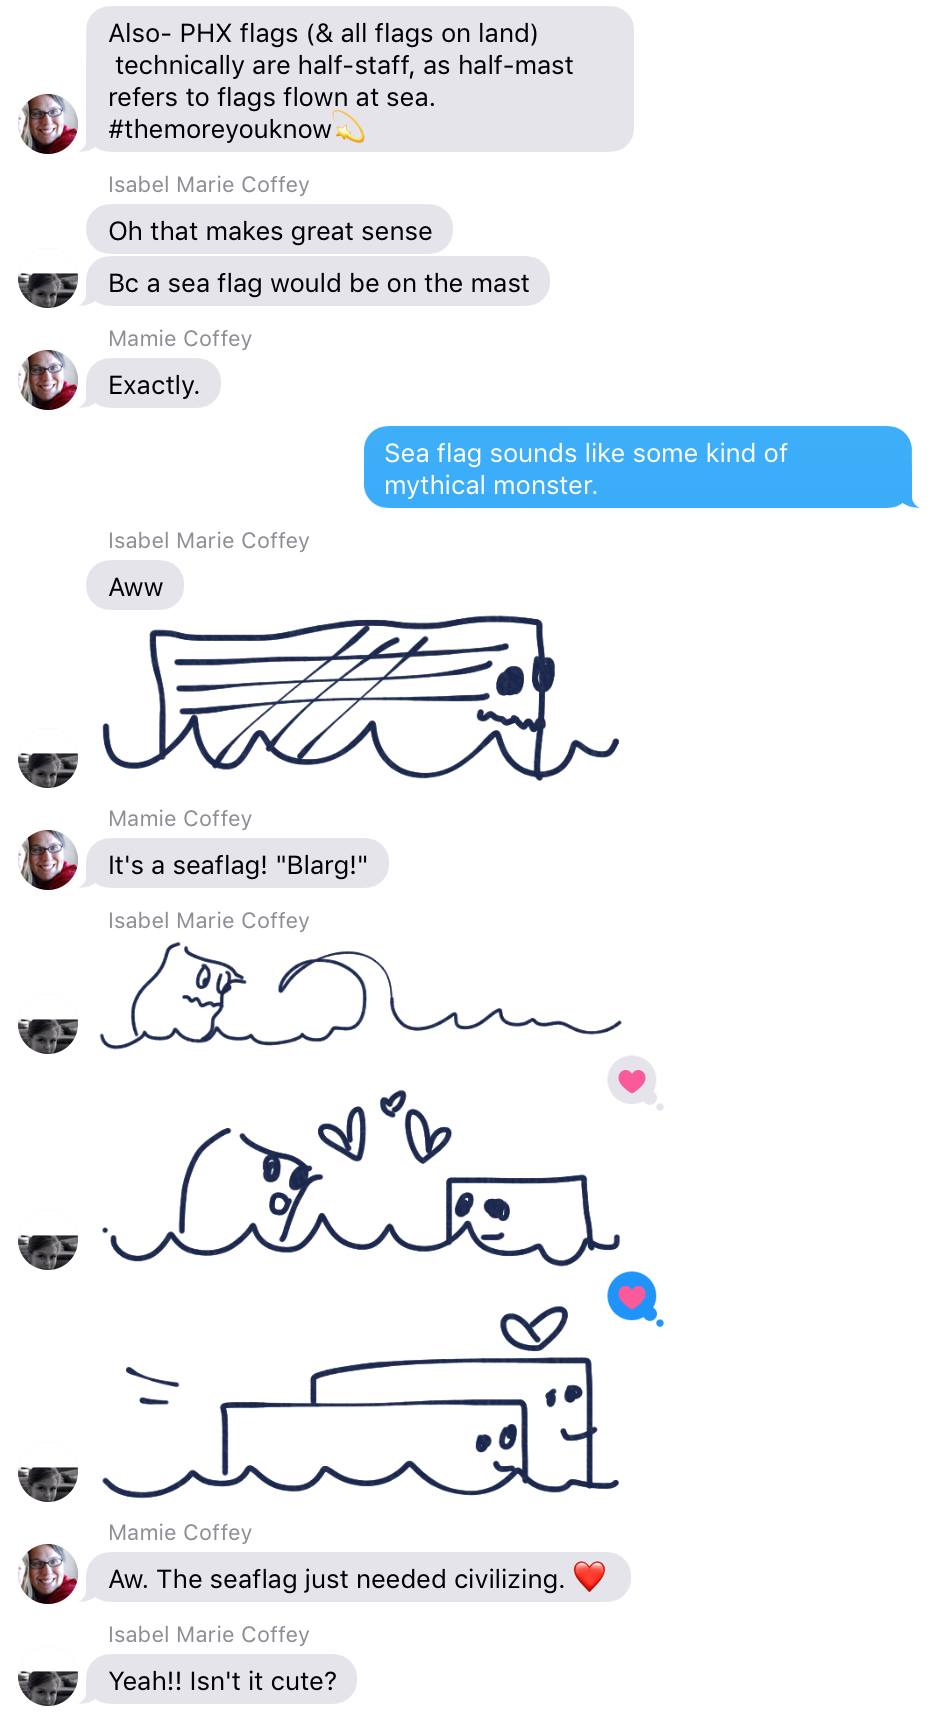 Also- PHX flags (& all flags on land)
technically are half-staff, as half-mast
refers to flags flown at sea.
#themoreyouknow💫
Isabel Marie Coffey
Oh that makes great sense
Bc a sea flag would be on the mast
Mamie Coffey
Exactly.
Sea flag sounds like some kind of
mythical monster.
Isabel Marie Coffey
Aww
Mamie Coffey
It's a seaflag! "Blarg!"
Isabel Marie Coffey
Mamie Coffey
Aw. The seaflag just needed civilizing. ❤️
Isabel Marie Coffey
Yeah!! Isn't it cute?